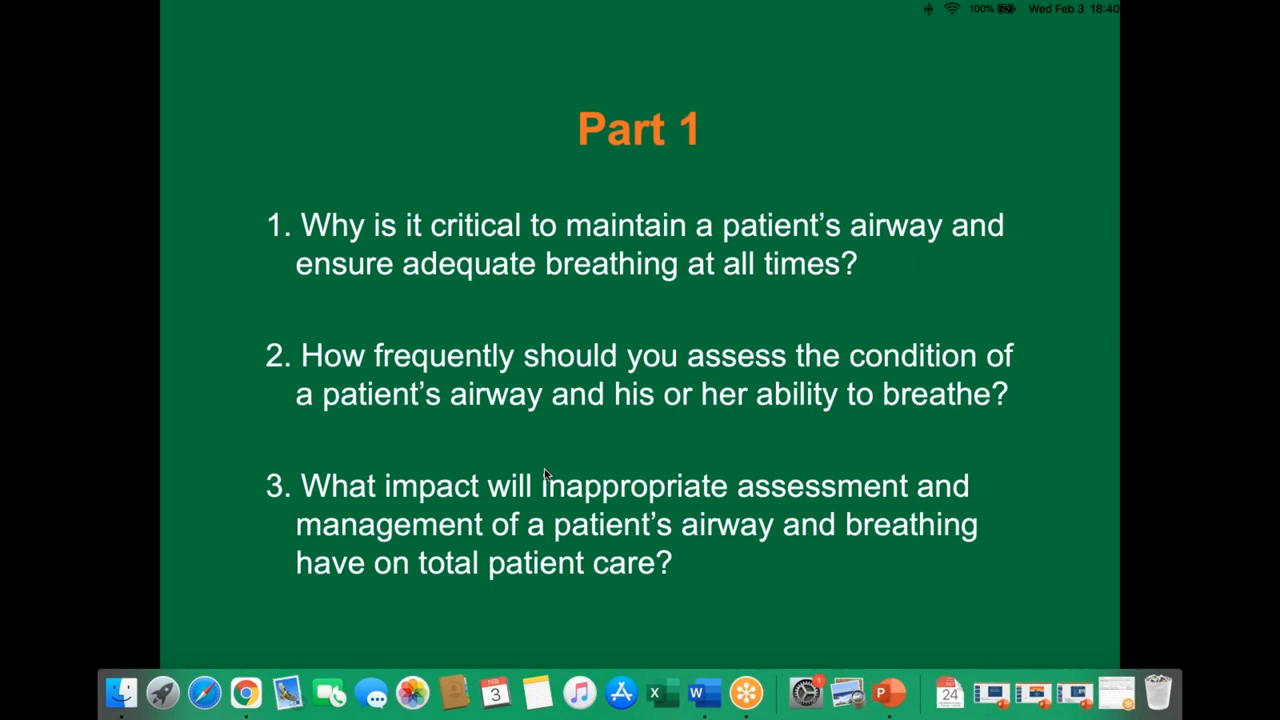 100% Wed Feb 3 18:40
Part 1
1. Why is it critical to maintain a patient’s airway and
ensure adequate breathing at all times?
2. How frequently should you assess the condition of
a patient’s airway and his or her ability to breathe?
3. What impact will inappropriate assessment and
management of a patient’s airway and breathing
have on total patient care?
FEB
3
X
W
1
P
24